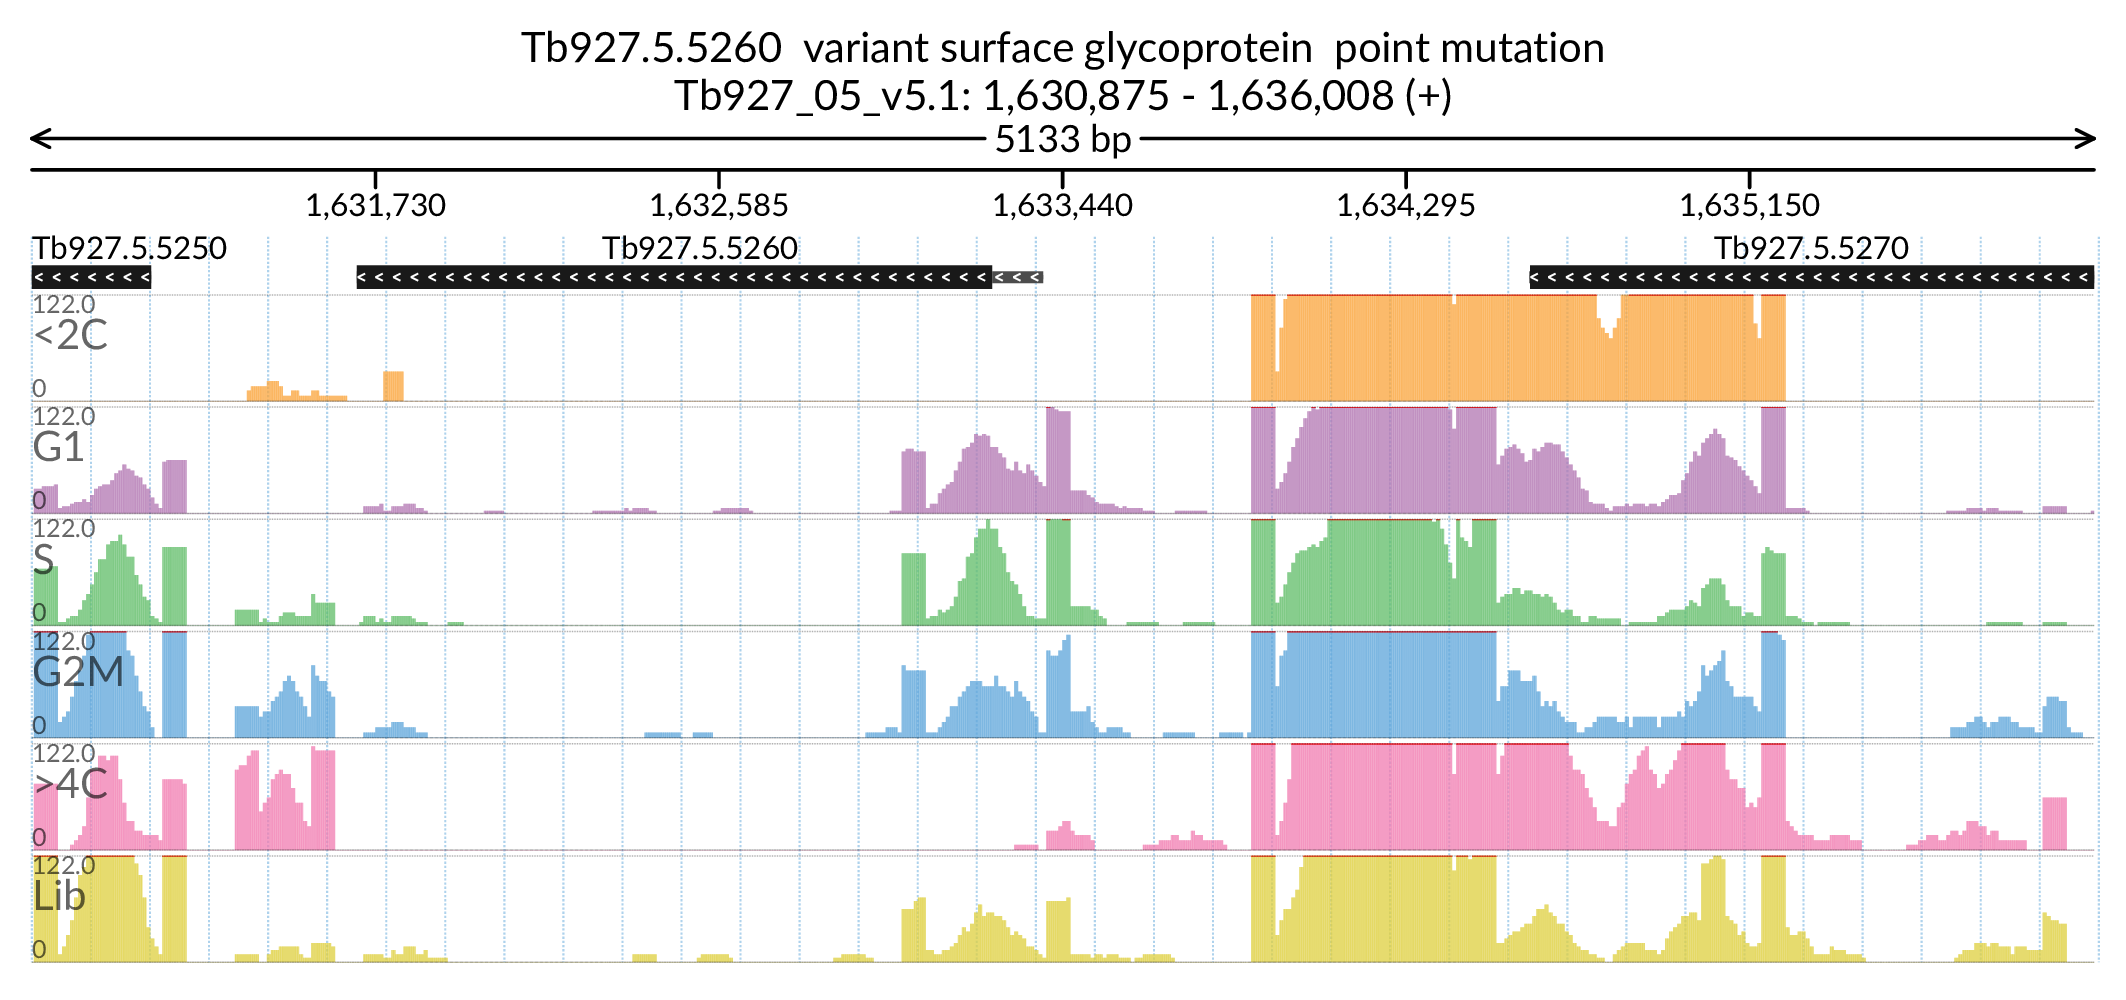 Tb927.5.5260  variant surface glycoprotein  point mutation
Tb927_05_v5.1: 1,630,875 - 1,636,008 (+)
5133 bp
1,631,730 1,632,585 1,633,440 1,634,295 1,635,150
Tb927.5.5250 Tb927.5.5260 Tb927.5.5270
122.0
<2C
0
122.0
G1
0
122.0
S
0
122.0
G2M
0
122.0
>4C
0
122.0
Lib
0